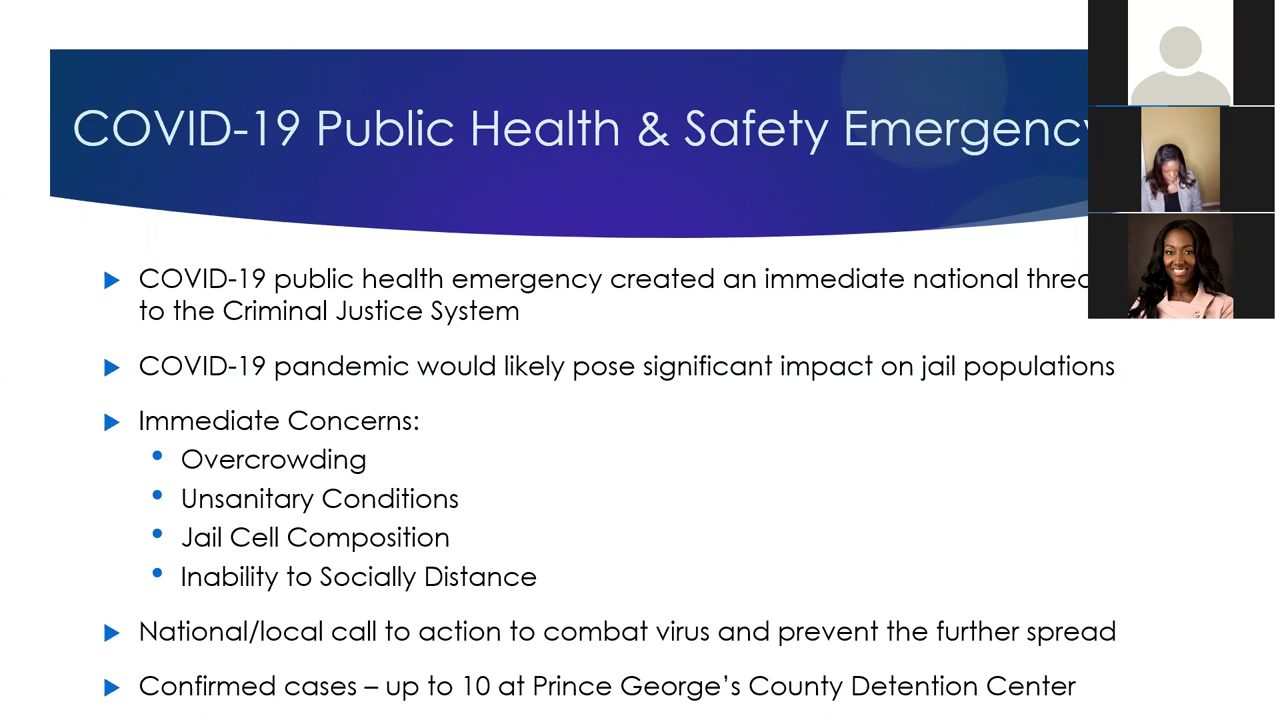 COVID-19 Public Health & Safety Emergency
COVID-19 public health emergency created an immediate national
to the Criminal Justice System
COVID-19 pandemic would likely pose significant impact on jail populations
Immediate Concerns:
Overcrowding
Unsanitary Conditions
Jail Cell Composition
Inability to Socially Distance
National/local call to action to combat virus and prevent the further spread
Confirmed cases – up to 10 at Prince George’s County Detention Center